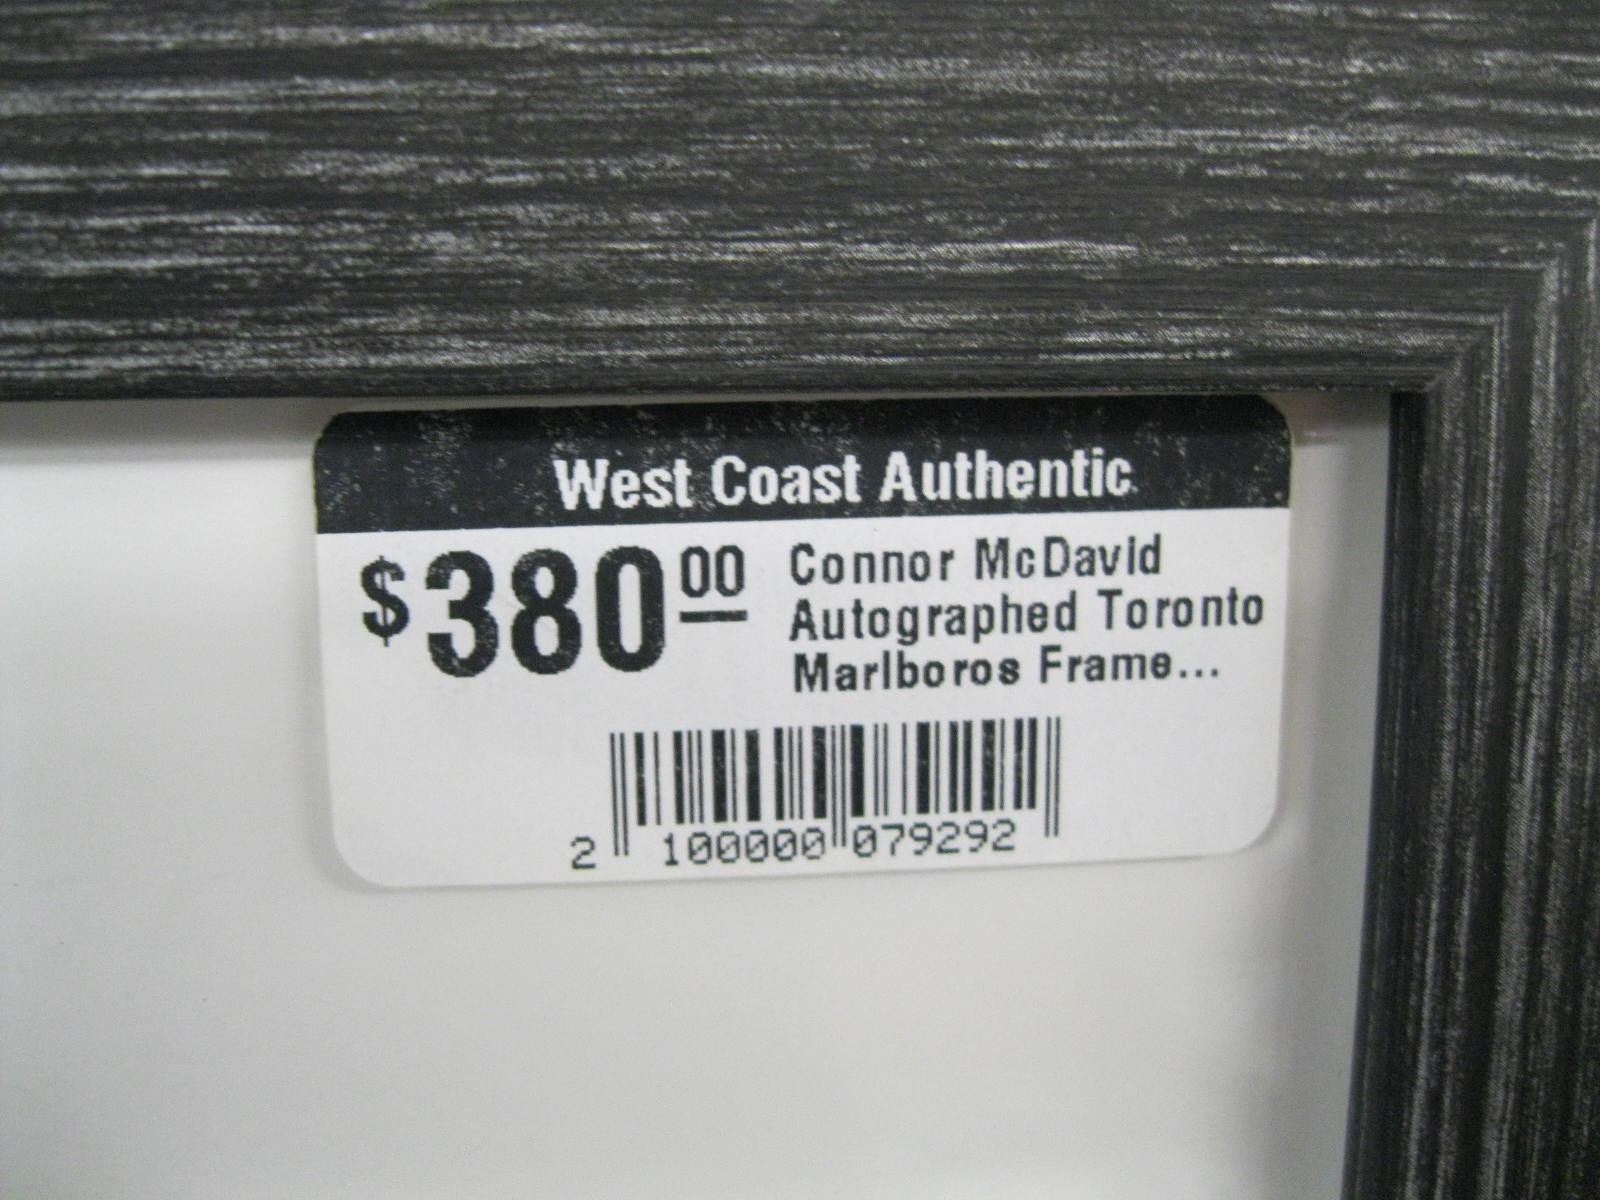 West Coast Authentic
$380.00
Connor McDavid
Autographed Toronto
Marlboros Frame...
2 100000 079292